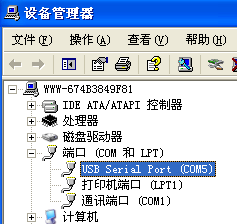 设备管理器
文件(F) 操作(A) 查看(V) 帮助(H)
WWW-674B3849F81
IDE ATA/ATAPI 控制器
处理器
磁盘驱动器
端口 (COM 和 LPT)
USB Serial Port (COM5)
打印机端口 (LPT1)
通讯端口 (COM1)
计算机